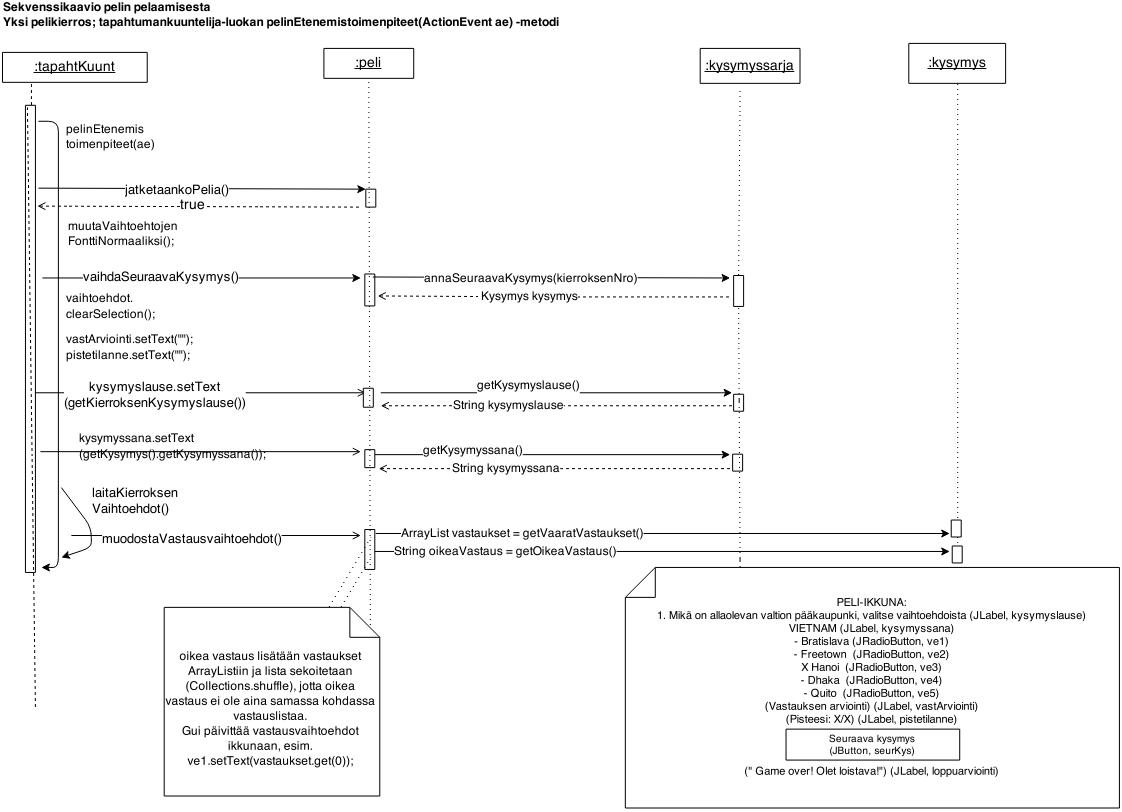 Sekvenssikaavio pelin pelaamisesta
Yksi pelikierros; tapahtumankuuntelija-luokan pelinEtenemistoimenpiteet(ActionEvent ae) -metodi
:tapahtKuunt
:peli
:kysymyssarja
:kysymys
pelinEtenemis
toimenpiteet(ae)
jatketaankoPelia()
true
muutaVaihtoehtojen
FonttiNormaaliksi();
vaihdaSeuraavaKysymys()
annaSeuraavaKysymys(kierroksenNro)
Kysymys kysymys
vaihtoehdot.
clearSelection();
vastArviointi.setText("");
pistetilanne.setText("");
kysymyslause.setText
(getKierroksenKysymyslause())
getKysymyslause()
String kysymyslause
kysymyssana.setText
(getKysymys().getKysymyssana());
getKysymyssana()
String kysymyssana
laitaKierroksen
Vaihtoehdot()
muodostaVastausvaihtoehdot()
ArrayList vastaukset = getVaaratVastaukset()
String oikeaVastaus = getOikeaVastaus()
oikea vastaus lisätään vastaukset
ArrayListiin ja lista sekoitetaan
(Collections.shuffle), jotta oikea
vastaus ei ole aina samassa kohdassa
vastauslistaa.
Gui päivittää vastausvaihtoehdot
ikkunaan, esim.
ve1.setText(vastaukset.get(0));
PELI-IKKUNA:
1. Mikä on allaolevan valtion pääkaupunki, valitse vaihtoehdoista (JLabel, kysymyslause)
VIETNAM (JLabel, kysymyssana)
- Bratislava (JRadioButton, ve1)
- Freetown (JRadioButton, ve2)
X Hanoi (JRadioButton, ve3)
- Dhaka (JRadioButton, ve4)
- Quito (JRadioButton, ve5)
(Vastauksen arviointi) (JLabel, vastArviointi)
(Pisteesi: X/X) (JLabel, pistetilanne)
Seuraava kysymys
(JButton, seurKys)
(" Game over! Olet loistava!") (JLabel, loppuarviointi)